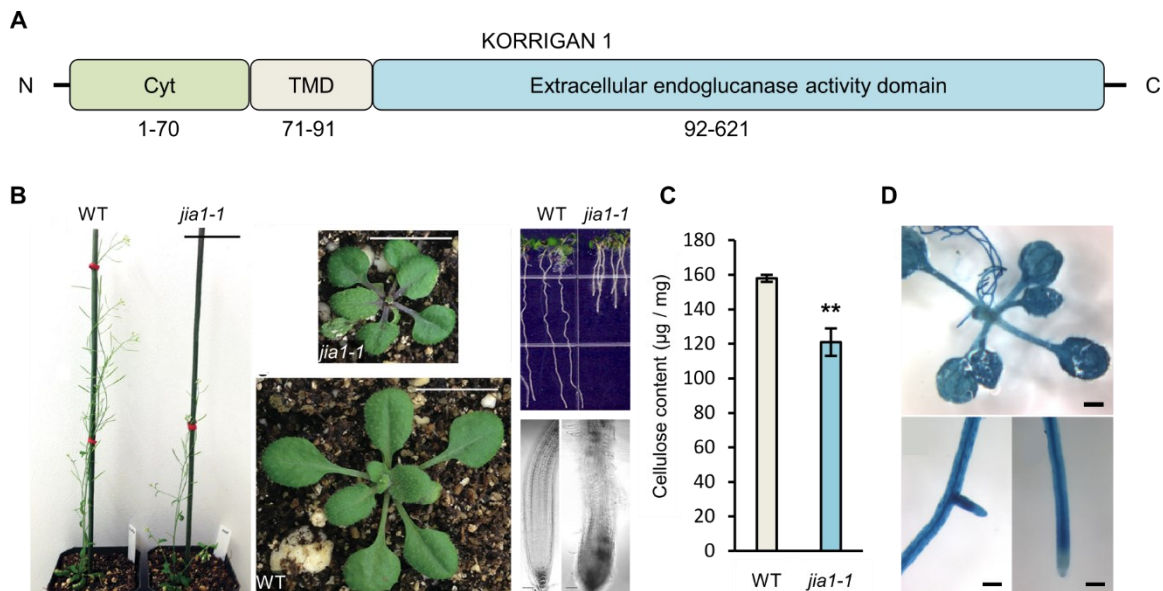 A
KORRIGAN 1
N
Cyt
TMD
Extracellular endoglucanase activity domain
C
1-70
71-91
92-621
B
WT
jia1-1
jia1-1
WT
WT
jia1-1
C
Cellulose content (µg / mg)
180
160
140
120
100
80
60
40
20
0
**
WT
jia1-1
D